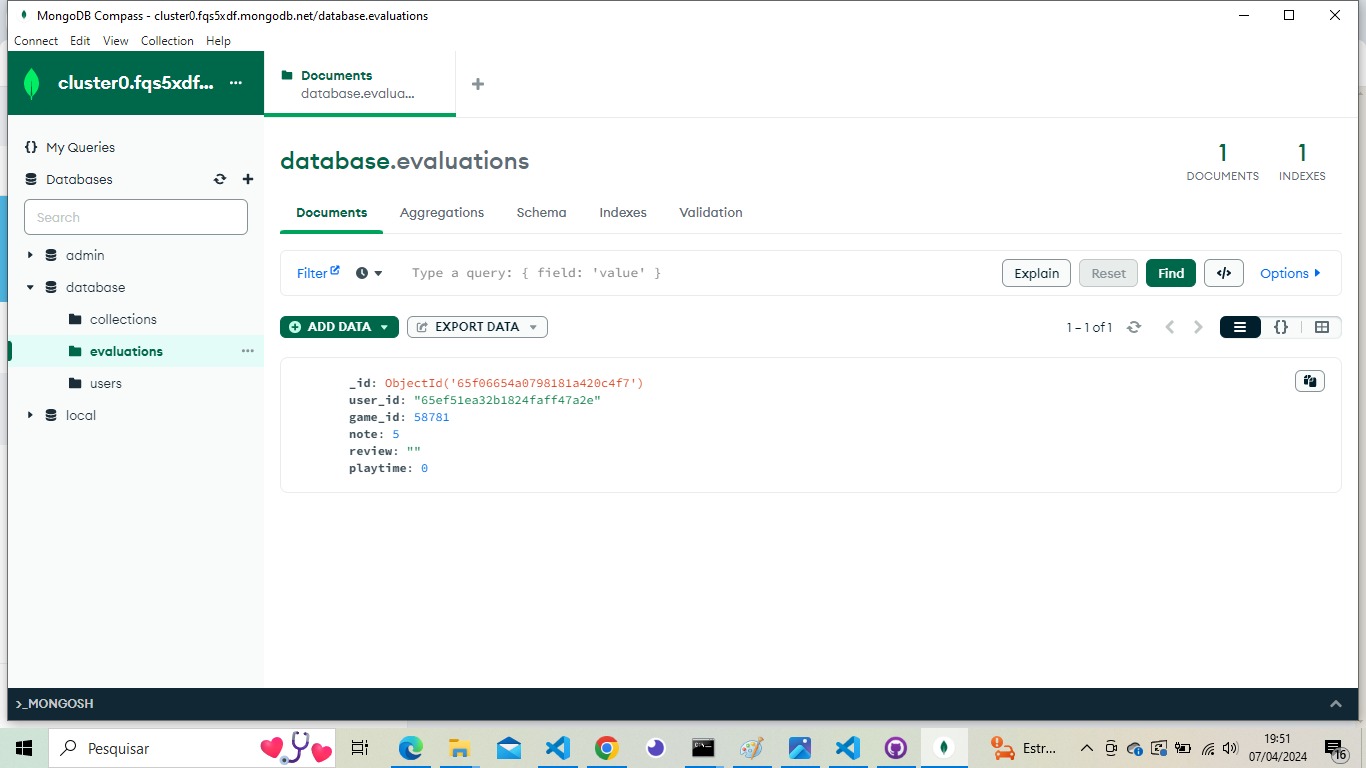 MongoDB Compass - cluster0.fqs5xdf.mongodb.net/database.evaluations
Connect Edit View Collection Help
cluster0.fqs5xdf... ...
Documents
database.evalua...
+
My Queries
Databases
Search
admin
database
collections
evaluations ...
users
local
database.evaluations
1 DOCUMENTS
1 INDEXES
Documents Aggregations Schema Indexes Validation
Filter Type a query: { field: 'value' } Explain Reset Find </> Options
ADD DATA EXPORT DATA 1 – 1 of 1 {}
_id: ObjectId('65f06654a0798181a420c4f7')
user_id: "65ef51ea32b1824faff47a2e"
game_id: 58781
note: 5
review: ""
playtime: 0
>_MONGOSH
Pesquisar
Estr...
19:51
07/04/2024
16